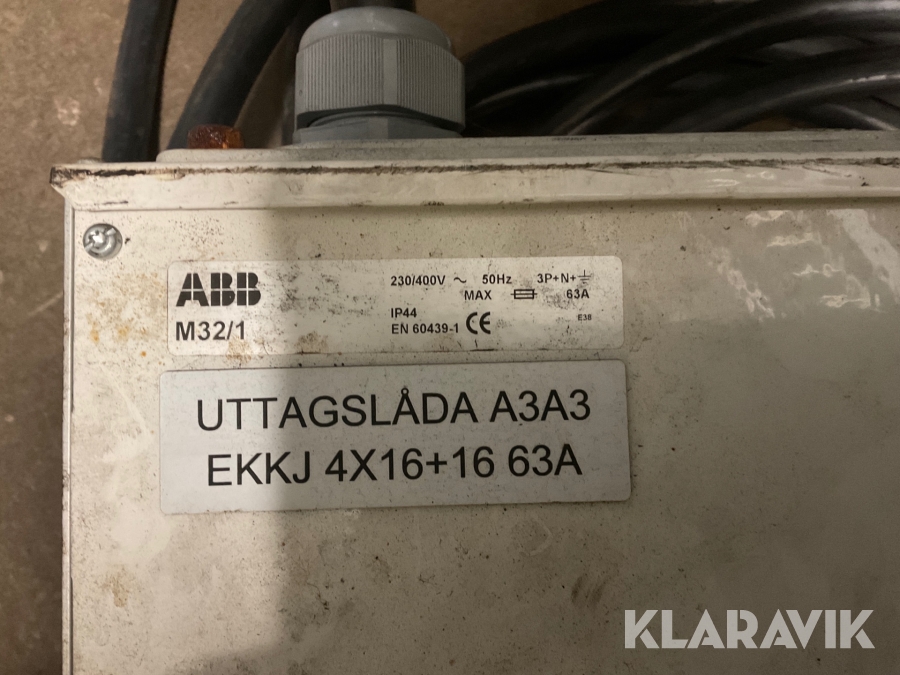 ABB
M32/1
230/400V ~ 50Hz 3P+N+⏚
MAX 63A
IP44
EN 60439-1 CE
E38
UTTAGSLÅDA A3A3
EKKJ 4X16+16 63A
KLARAVIK